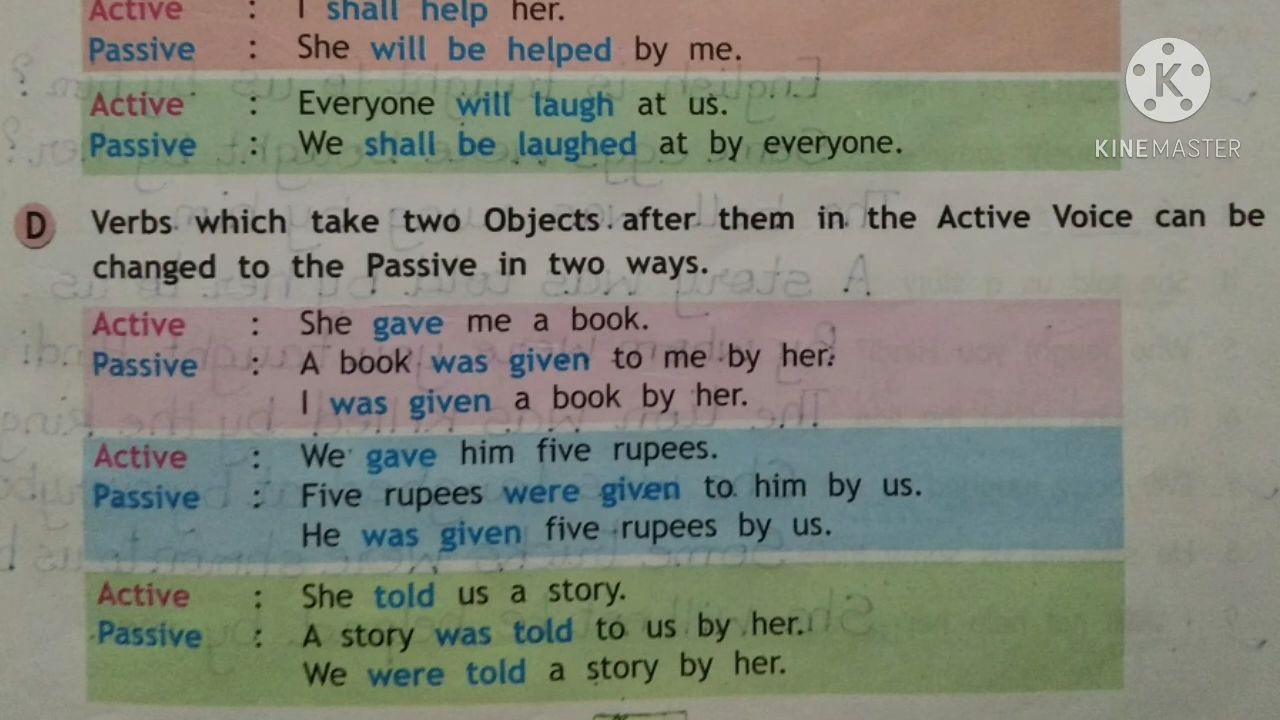 Active : I shall help her.
Passive : She will be helped by me.
K
KINEMASTER
Active : Everyone will laugh at us.
Passive : We shall be laughed at by everyone.
D Verbs which take two Objects after them in the Active Voice can be
changed to the Passive in two ways.
Active : She gave me a book.
Passive : A book was given to me by her.
I was given a book by her.
Active : We gave him five rupees.
Passive : Five rupees were given to him by us.
He was given five rupees by us.
Active : She told us a story.
Passive : A story was told to us by her.
We were told a story by her.